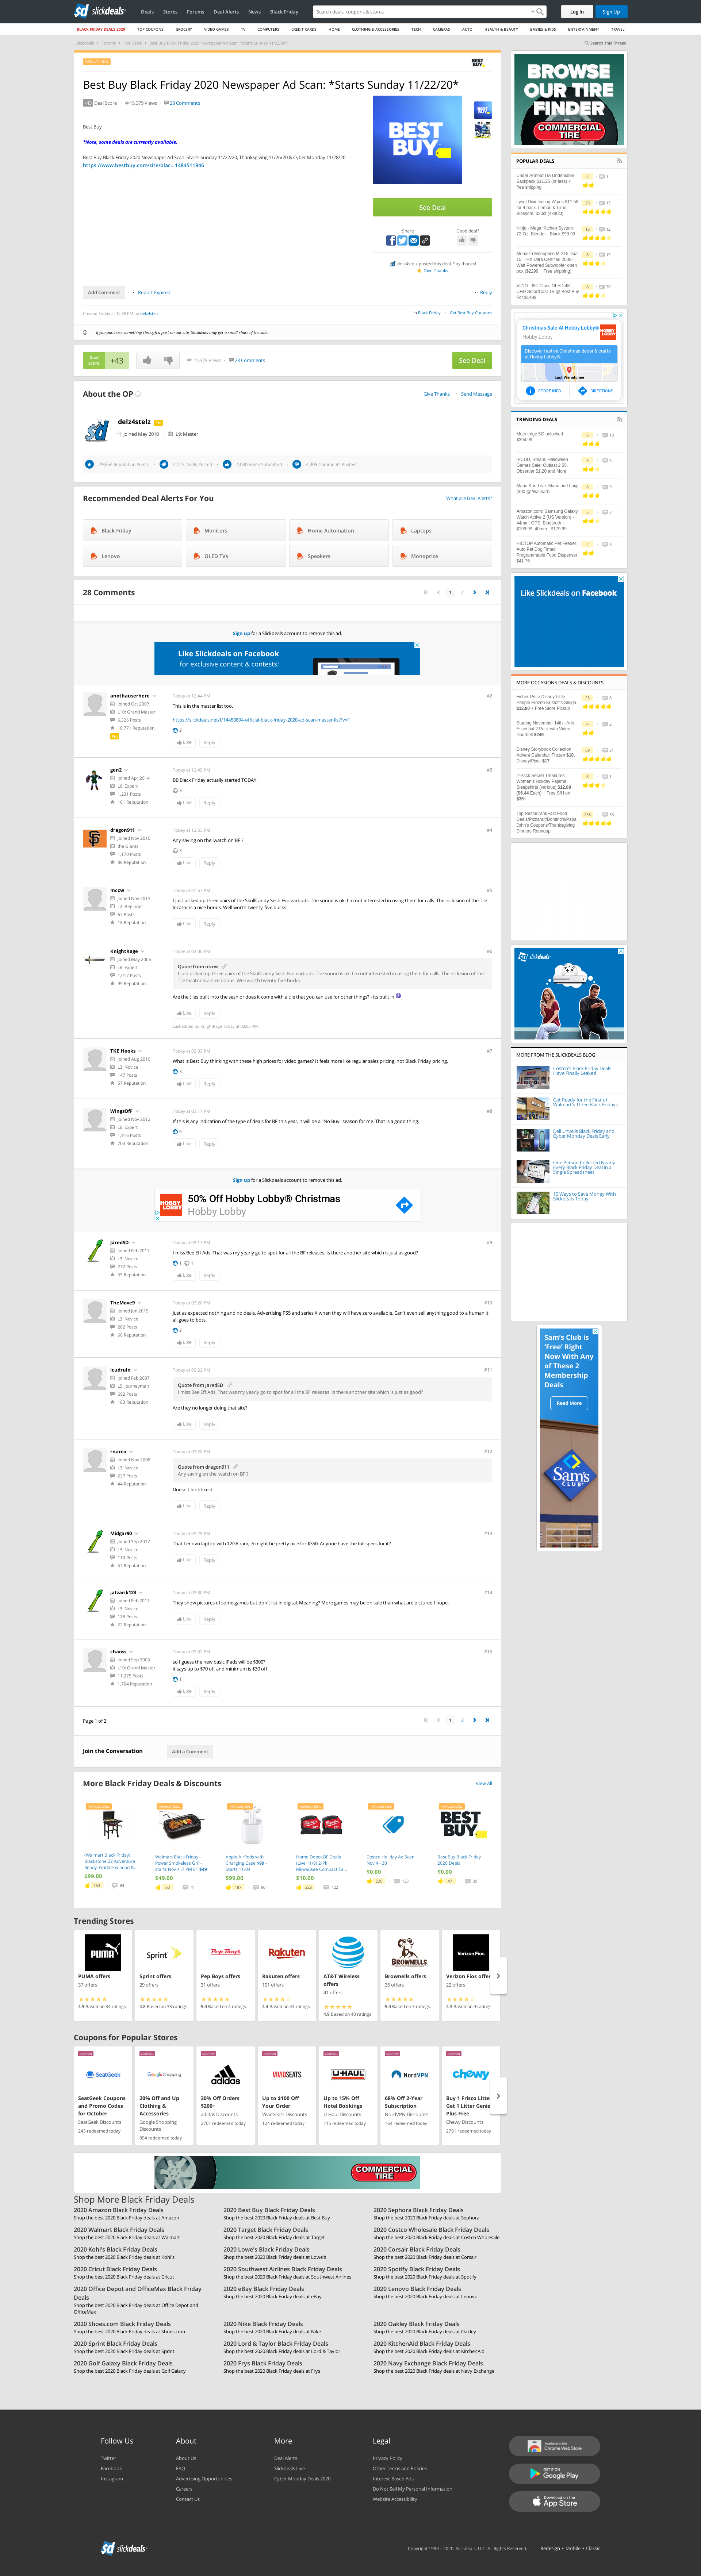 slickdeals
Deals Stores Forums Deal Alerts News Black Friday
Search deals, coupons & stores
Log In
Sign Up
BLACK FRIDAY DEALS 2020 TOP COUPONS GROCERY VIDEO GAMES TV COMPUTERS CREDIT CARDS HOME CLOTHING & ACCESSORIES TECH CAMERAS AUTO HEALTH & BEAUTY BABIES & KIDS ENTERTAINMENT TRAVEL
Slickdeals Forums Hot Deals Best Buy Black Friday 2020 Newspaper Ad Scan: *Starts Sunday 11/22/20*
Search This Thread
Best Buy Black Friday 2020 Newspaper Ad Scan: *Starts Sunday 11/22/20*
+43 Deal Score 15,379 Views 28 Comments
Best Buy
*Note, some deals are currently available.
Best Buy Black Friday 2020 Newspaper Ad Scan: Starts Sunday 11/22/20, Thanksgiving 11/26/20 & Cyber Monday 11/28/20
https://www.bestbuy.com/site/blac...1484511846
BEST BUY
See Deal
Share
Good deal?
delz4stelz posted this deal. Say thanks!
Give Thanks
Add Comment
Report Expired
Reply
Created Today at 12:38 PM by delz4stelz
in Black Friday Get Best Buy Coupons
If you purchase something through a post on our site, Slickdeals may get a small share of the sale.
Deal Score +43
15,379 Views 28 Comments
See Deal
About the OP
Give Thanks Send Message
delz4stelz
Joined May 2010 L9: Master
29,664 Reputation Points 4,123 Deals Posted 4,080 Votes Submitted 4,409 Comments Posted
Recommended Deal Alerts For You
What are Deal Alerts?
Black Friday Monitors Home Automation Laptops
Lenovo OLED TVs Speakers Monoprice
28 Comments
1 2
Sign up for a Slickdeals account to remove this ad.
Like Slickdeals on Facebook
for exclusive content & contests!
anothauserhere
Joined Oct 2007
L10: Grand Master
6,326 Posts
10,771 Reputation
Today at 12:44 PM
#2
This is in the master list too.
https://slickdeals.net/f/14450894-official-black-friday-2020-ad-scan-master-list?v=1
2
Like Reply
gen2
Joined Apr 2014
L6: Expert
1,231 Posts
161 Reputation
Today at 12:45 PM
#3
BB Black Friday actually started TODAY.
3
Like Reply
dragon911
Joined Nov 2010
the Giants
1,170 Posts
86 Reputation
Today at 12:53 PM
#4
Any saving on the iwatch on BF ?
3
Like Reply
mccw
Joined Nov 2013
L2: Beginner
67 Posts
18 Reputation
Today at 01:57 PM
#5
I just picked up three pairs of the SkullCandy Sesh Evo earbuds. The sound is ok. I'm not interested in using them for calls. The inclusion of the Tile locator is a nice bonus. Well worth twenty-five bucks.
Like Reply
KnightRage
Joined May 2005
L6: Expert
1,017 Posts
99 Reputation
Today at 03:00 PM
#6
Quote from mccw
I just picked up three pairs of the SkullCandy Sesh Evo earbuds. The sound is ok. I'm not interested in using them for calls. The inclusion of the Tile locator is a nice bonus. Well worth twenty-five bucks.
Are the tiles built into the sesh or does it come with a tile that you can use for other things? - its built in
Like Reply
Last edited by KnightRage Today at 03:05 PM.
TKE_Hooks
Joined Aug 2010
L3: Novice
147 Posts
57 Reputation
Today at 03:03 PM
#7
What is Best Buy thinking with these high prices for video games? It feels more like regular sales pricing, not Black Friday pricing.
3
Like Reply
WingsOfF
Joined Nov 2012
L6: Expert
1,916 Posts
703 Reputation
Today at 03:17 PM
#8
If this is any indication of the type of deals for BF this year, it will be a "No Buy" season for me. That is a good thing.
6
Like Reply
Sign up for a Slickdeals account to remove this ad.
50% Off Hobby Lobby® Christmas
Hobby Lobby
JaredSD
Joined Feb 2017
L3: Novice
272 Posts
55 Reputation
Today at 03:17 PM
#9
I miss Bee Eff Ads. That was my yearly go to spot for all the BF releases. Is there another site which is just as good?
1 1
Like Reply
TheMove9
Joined Jun 2015
L3: Novice
282 Posts
60 Reputation
Today at 03:20 PM
#10
Just as expected nothing and no deals. Advertising PS5 and series X when they will have zero available. Can't even sell anything good to a human it all goes to bots.
2
Like Reply
icudruln
Joined Feb 2007
L5: Journeyman
692 Posts
183 Reputation
Today at 03:22 PM
#11
Quote from JaredSD
I miss Bee Eff Ads. That was my yearly go to spot for all the BF releases. Is there another site which is just as good?
Are they no longer doing that site?
Like Reply
rnarco
Joined Nov 2008
L3: Novice
227 Posts
44 Reputation
Today at 03:28 PM
#12
Quote from dragon911
Any saving on the iwatch on BF ?
Doesn't look like it.
Like Reply
Midgar90
Joined Sep 2017
L3: Novice
110 Posts
57 Reputation
Today at 03:29 PM
#13
That Lenovo laptop with 12GB ram, i5 might be pretty nice for $350. Anyone have the full specs for it?
Like Reply
jatzarik123
Joined Feb 2017
L3: Novice
178 Posts
22 Reputation
Today at 03:30 PM
#14
They show pictures of some games but don't list in digital. Meaning? More games may be on sale than what are pictured I hope.
Like Reply
chaoss
Joined Sep 2003
L10: Grand Master
11,275 Posts
1,704 Reputation
Today at 03:32 PM
#15
so I guess the new basic iPads will be $300?
it says up to $70 off and minimum is $30 off.
1
Like Reply
Page 1 of 2
1 2
Join the Conversation
Add a Comment
More Black Friday Deals & Discounts
View All
(Walmart Black Friday) Blackstone 22 Adventure Ready, Griddle w hood &...
$99.00
Walmart Black Friday - Power Smokeless Grill- starts Nov 4 ,7 PM ET $49
$49.00
Apple AirPods with Charging Case $99 - Starts 11/04
$99.00
Home Depot BF Deals (Live 11/8) 2-Pk Milwaukee Compact Ta...
$10.00
Costco Holiday Ad Scan Nov 4 - 30
$0.00
Best Buy Black Friday 2020 Deals
$0.00
Trending Stores
PUMA offers
37 offers
4.9 Based on 34 ratings
Sprint offers
29 offers
4.8 Based on 33 ratings
Pep Boys offers
31 offers
5.0 Based on 4 ratings
Rakuten offers
101 offers
4.4 Based on 44 ratings
AT&T Wireless offers
41 offers
4.9 Based on 40 ratings
Brownells offers
35 offers
5.0 Based on 3 ratings
Verizon Fios offers
22 offers
4.3 Based on 9 ratings
Coupons for Popular Stores
SeatGeek Coupons and Promo Codes for October
SeatGeek Discounts
245 redeemed today
20% Off and Up Clothing & Accessories
Google Shopping Discounts
854 redeemed today
30% Off Orders $200+
adidas Discounts
2701 redeemed today
Up to $100 Off Your Order
VividSeats Discounts
124 redeemed today
Up to 15% Off Hotel Bookings
U-Haul Discounts
115 redeemed today
68% Off 2-Year Subscription
NordVPN Discounts
164 redeemed today
Buy 1 Frisco Litter Get 1 Litter Genie Plus Free
Chewy Discounts
2791 redeemed today
COMMERCIAL TIRE
Shop More Black Friday Deals
2020 Amazon Black Friday Deals
Shop the best 2020 Black Friday deals at Amazon
2020 Best Buy Black Friday Deals
Shop the best 2020 Black Friday deals at Best Buy
2020 Sephora Black Friday Deals
Shop the best 2020 Black Friday deals at Sephora
2020 Walmart Black Friday Deals
Shop the best 2020 Black Friday deals at Walmart
2020 Target Black Friday Deals
Shop the best 2020 Black Friday deals at Target
2020 Costco Wholesale Black Friday Deals
Shop the best 2020 Black Friday deals at Costco Wholesale
2020 Kohl's Black Friday Deals
Shop the best 2020 Black Friday deals at Kohl's
2020 Lowe's Black Friday Deals
Shop the best 2020 Black Friday deals at Lowe's
2020 Corsair Black Friday Deals
Shop the best 2020 Black Friday deals at Corsair
2020 Cricut Black Friday Deals
Shop the best 2020 Black Friday deals at Cricut
2020 Southwest Airlines Black Friday Deals
Shop the best 2020 Black Friday deals at Southwest Airlines
2020 Spotify Black Friday Deals
Shop the best 2020 Black Friday deals at Spotify
2020 Office Depot and OfficeMax Black Friday Deals
Shop the best 2020 Black Friday deals at Office Depot and OfficeMax
2020 eBay Black Friday Deals
Shop the best 2020 Black Friday deals at eBay
2020 Lenovo Black Friday Deals
Shop the best 2020 Black Friday deals at Lenovo
2020 Shoes.com Black Friday Deals
Shop the best 2020 Black Friday deals at Shoes.com
2020 Nike Black Friday Deals
Shop the best 2020 Black Friday deals at Nike
2020 Oakley Black Friday Deals
Shop the best 2020 Black Friday deals at Oakley
2020 Sprint Black Friday Deals
Shop the best 2020 Black Friday deals at Sprint
2020 Lord & Taylor Black Friday Deals
Shop the best 2020 Black Friday deals at Lord & Taylor
2020 KitchenAid Black Friday Deals
Shop the best 2020 Black Friday deals at KitchenAid
2020 Golf Galaxy Black Friday Deals
Shop the best 2020 Black Friday deals at Golf Galaxy
2020 Frys Black Friday Deals
Shop the best 2020 Black Friday deals at Frys
2020 Navy Exchange Black Friday Deals
Shop the best 2020 Black Friday deals at Navy Exchange
BROWSE OUR TIRE FINDER
COMMERCIAL TIRE
POPULAR DEALS
Under Armour UA Undeniable Sackpack $11.25 (or less) + free shipping
Lysol Disinfecting Wipes $11.58 for 4 pack. Lemon & Lime Blossom, 320ct (4x80ct)
Ninja - Mega Kitchen System 72-Oz. Blender - Black $99.99
Monolith Monoprice M-215 Dual 15: THX Ultra Certified 2000-Watt Powered Subwoofer open box ($2299 + Free shipping)
VIZIO - 65" Class OLED 4K UHD SmartCast TV @ Best Buy For $1499
Christmas Sale At Hobby Lobby®
Hobby Lobby
Discover festive Christmas decor & crafts at Hobby Lobby®.
East Wenatchee
STORE INFO DIRECTIONS
TRENDING DEALS
Moto edge 5G unlocked $394.99
[PCDD, Steam] Halloween Games Sale: Outlast 2 $5, Observer $1.20 and More
Mario Kart Live: Mario and Luigi ($95 @ Walmart)
Amazon.com: Samsung Galaxy Watch Active 2 (US Version) 44mm, GPS, Bluetooth - $199.99. 40mm - $179.99
HICTOP Automatic Pet Feeder | Auto Pet Dog Timed Programmable Food Dispenser $41.79
Like Slickdeals on Facebook
MORE OCCASIONS DEALS & DISCOUNTS
Fisher Price Disney Little People Frozen Kristoff's Sleigh $12.90 + Free Store Pickup
Starting November 14th - Arlo Essential 2 Pack with Video Doorbell $249
Disney Storybook Collection Advent Calendar: Frozen $18, Disney/Pixar $17
2-Pack Secret Treasures Women's Holiday Pajama Sleepshirts (various) $12.88 ($6.44 Each) + Free S/H on $35+
Top Restaurant/Fast Food Deals/Pizzahut/Domino's/Papa John's Coupons/Thanksgiving Dinners Roundup
slickdeals
MORE FROM THE SLICKDEALS BLOG
Costco's Black Friday Deals Have Finally Leaked
Get Ready for the First of Walmart's Three Black Fridays
Dell Unveils Black Friday and Cyber Monday Deals Early
One Person Collected Nearly Every Black Friday Deal in a Single Spreadsheet
10 Ways to Save Money With Slickdeals Today
Sam's Club is 'Free' Right Now With Any of These 2 Membership Deals
Read More
Sam's CLUB
Follow Us
Twitter
Facebook
Instagram
About
About Us
FAQ
Advertising Opportunities
Careers
Contact Us
More
Deal Alerts
Slickdeals Live
Cyber Monday Deals 2020
Legal
Privacy Policy
Other Terms and Policies
Interest-Based Ads
Do Not Sell My Personal Information
Website Accessibility
Available in the Chrome Web Store
GET IT ON Google Play
Download on the App Store
slickdeals
Copyright 1999 - 2020. Slickdeals, LLC. All Rights Reserved.
Redesign • Mobile • Classic